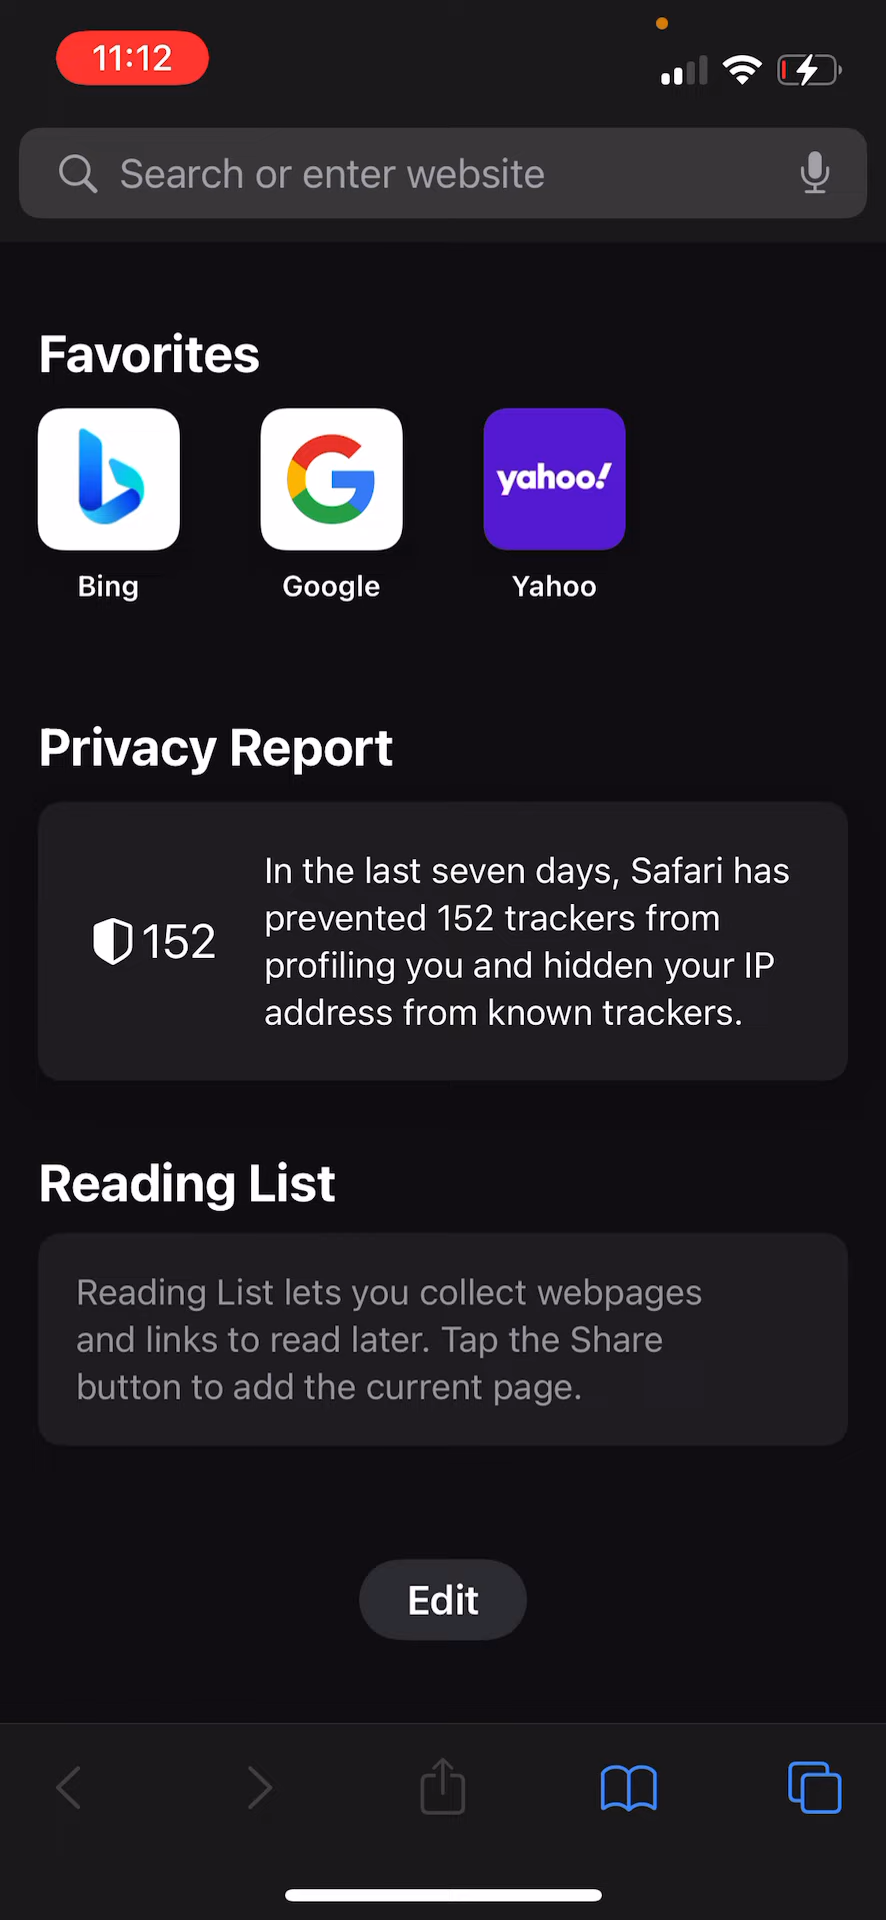 11:12
Search or enter website
Favorites
yahoo!
Bing
Google
Yahoo
Privacy Report
152
In the last seven days, Safari has
prevented 152 trackers from
profiling you and hidden your IP
address from known trackers.
Reading List
Reading List lets you collect webpages
and links to read later. Tap the Share
button to add the current page.
Edit